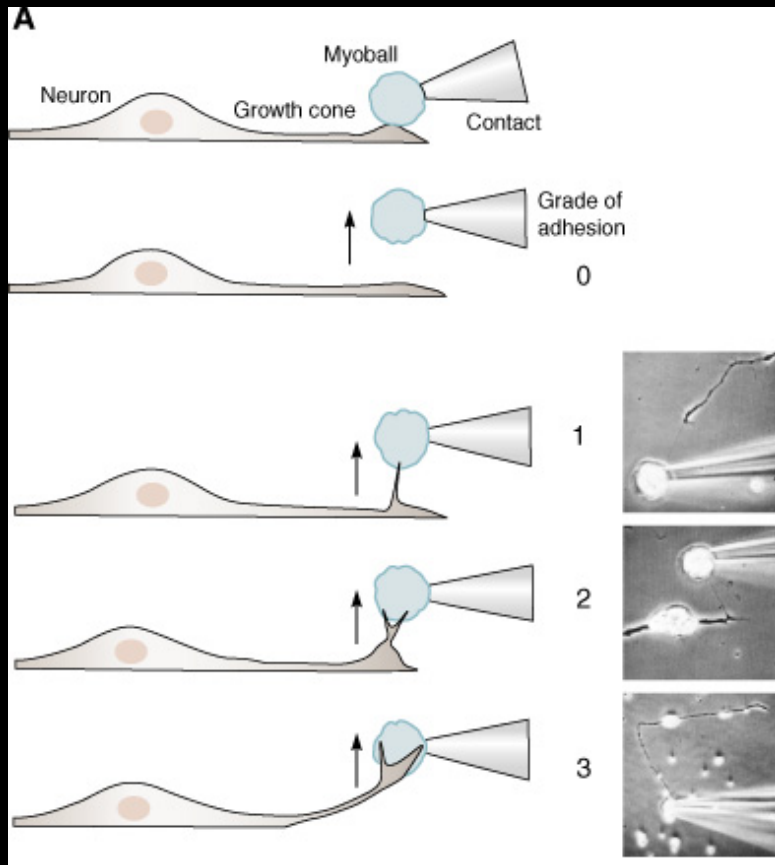 A
Myoball
Neuron
Growth cone
Contact
Grade of
adhesion
0
1
2
3